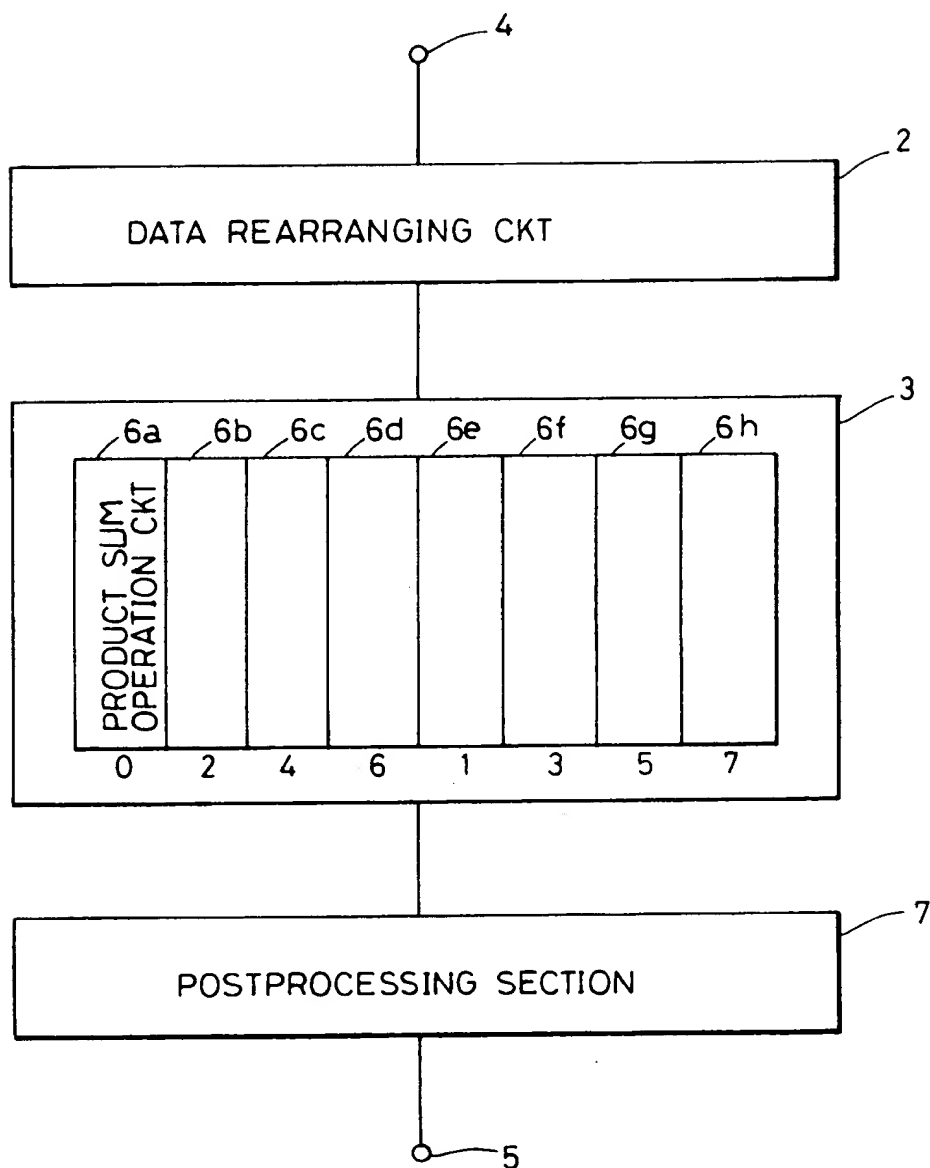 4
2
DATA REARRANGING CKT
3
6a 6b 6c 6d 6e 6f 6g 6h
PRODUCT SUM
OPERATION CKT
0 2 4 6 1 3 5 7
7
POSTPROCESSING SECTION
5